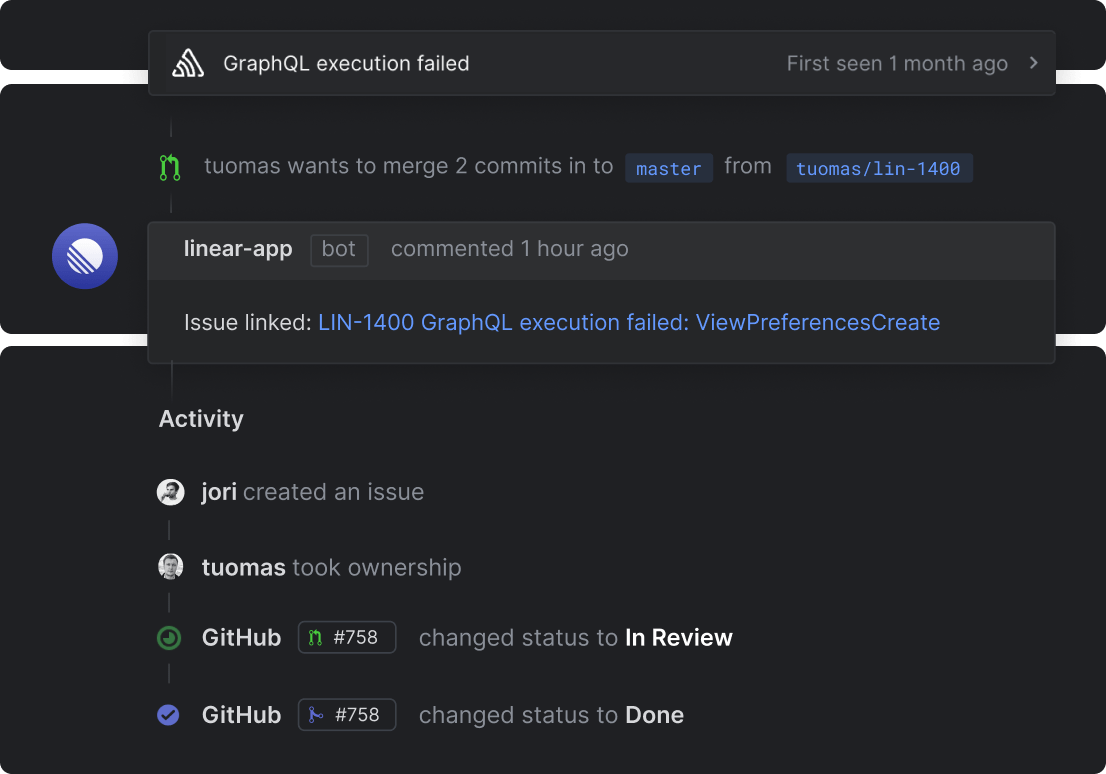 GraphQL execution failed First seen 1 month ago
tuomas wants to merge 2 commits in to master from tuomas/lin-1400
linear-app bot commented 1 hour ago
Issue linked: LIN-1400 GraphQL execution failed: ViewPreferencesCreate
Activity
jori created an issue
tuomas took ownership
GitHub #758 changed status to In Review
GitHub #758 changed status to Done